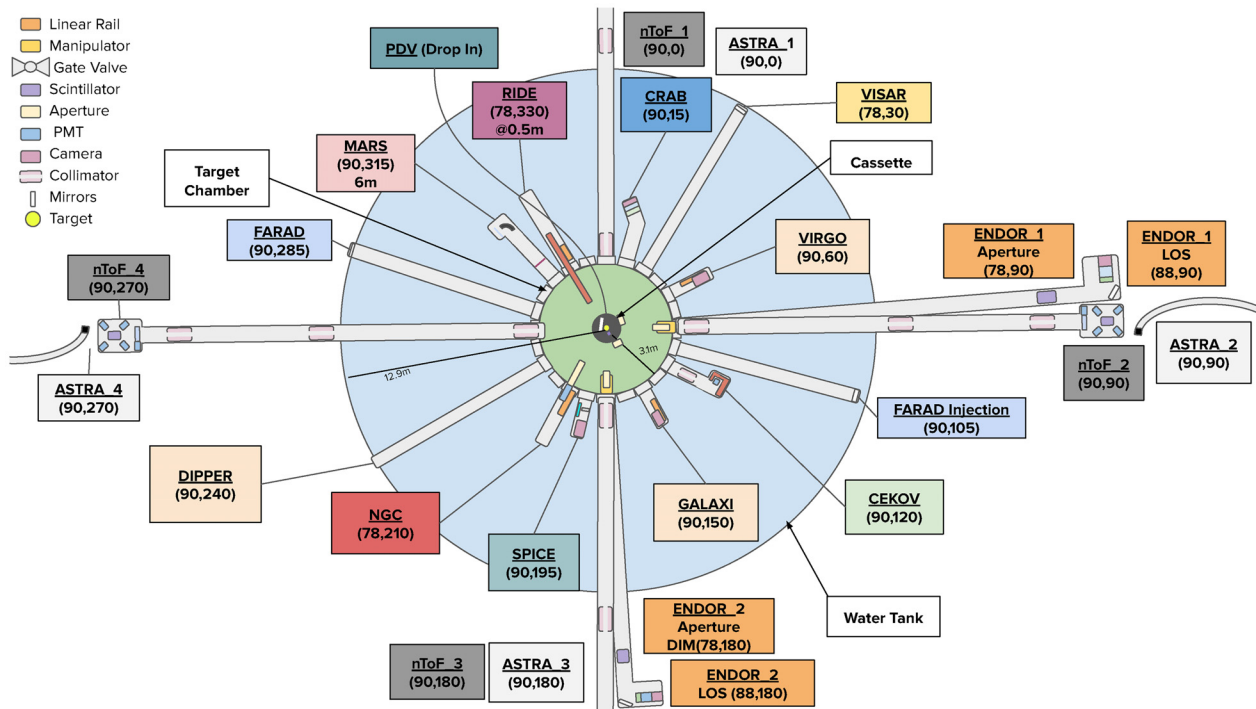 Linear Rail
Manipulator
Gate Valve
Scintillator
Aperture
PMT
Camera
Collimator
Mirrors
Target
PDV (Drop In)
nToF_1
(90,0)
ASTRA_1
(90,0)
RIDE
(78,330)
@0.5m
CRAB
(90,15)
VISAR
(78,30)
MARS
(90,315)
6m
Target
Chamber
Cassette
FARAD
(90,285)
VIRGO
(90,60)
ENDOR_1
Aperture
(78,90)
ENDOR_1
LOS
(88,90)
nToF_4
(90,270)
ASTRA_4
(90,270)
12.9m
3.1m
nToF_2
(90,90)
ASTRA_2
(90,90)
FARAD Injection
(90,105)
DIPPER
(90,240)
NGC
(78,210)
SPICE
(90,195)
GALAXI
(90,150)
CEKOV
(90,120)
Water Tank
ENDOR_2
Aperture
DIM(78,180)
nToF_3
(90,180)
ASTRA_3
(90,180)
ENDOR_2
LOS (88,180)